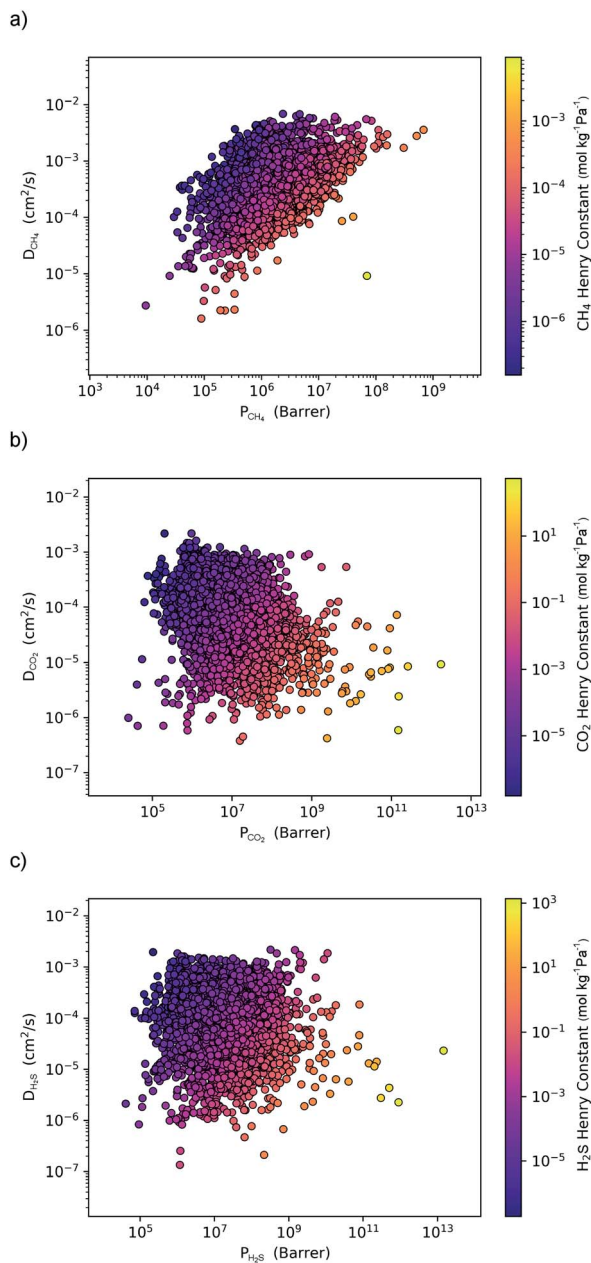 a)
10⁻²
10⁻³
10⁻⁴
10⁻⁵
10⁻⁶
D_CH₄ (cm²/s)
10³ 10⁴ 10⁵ 10⁶ 10⁷ 10⁸ 10⁹
P_CH₄ (Barrer)
10⁻³
10⁻⁴
10⁻⁵
10⁻⁶
CH₄ Henry Constant (mol kg⁻¹Pa⁻¹)
b)
10⁻²
10⁻³
10⁻⁴
10⁻⁵
10⁻⁶
10⁻⁷
D_CO₂ (cm²/s)
10⁵ 10⁷ 10⁹ 10¹¹ 10¹³
P_CO₂ (Barrer)
10¹
10⁻¹
10⁻³
10⁻⁵
CO₂ Henry Constant (mol kg⁻¹Pa⁻¹)
c)
10⁻²
10⁻³
10⁻⁴
10⁻⁵
10⁻⁶
10⁻⁷
D_H₂S (cm²/s)
10⁵ 10⁷ 10⁹ 10¹¹ 10¹³
P_H₂S (Barrer)
10³
10¹
10⁻¹
10⁻³
10⁻⁵
H₂S Henry Constant (mol kg⁻¹Pa⁻¹)